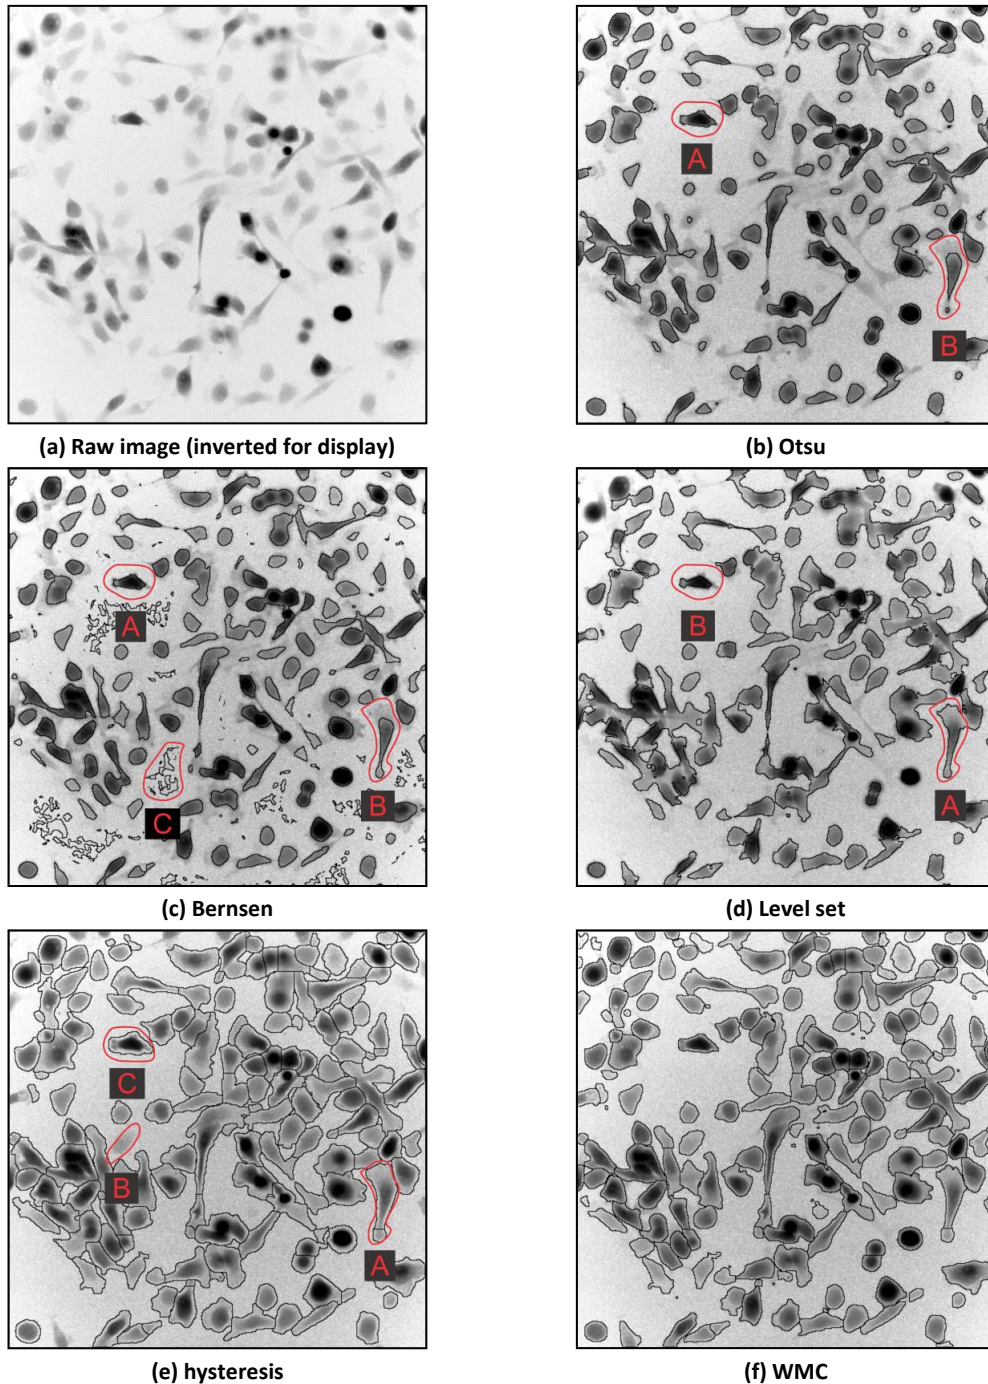 A
B
(a) Raw image (inverted for display)
(b) Otsu
A
B
C
B
A
(c) Bernsen
(d) Level set
C
B
A
(e) hysteresis
(f) WMC